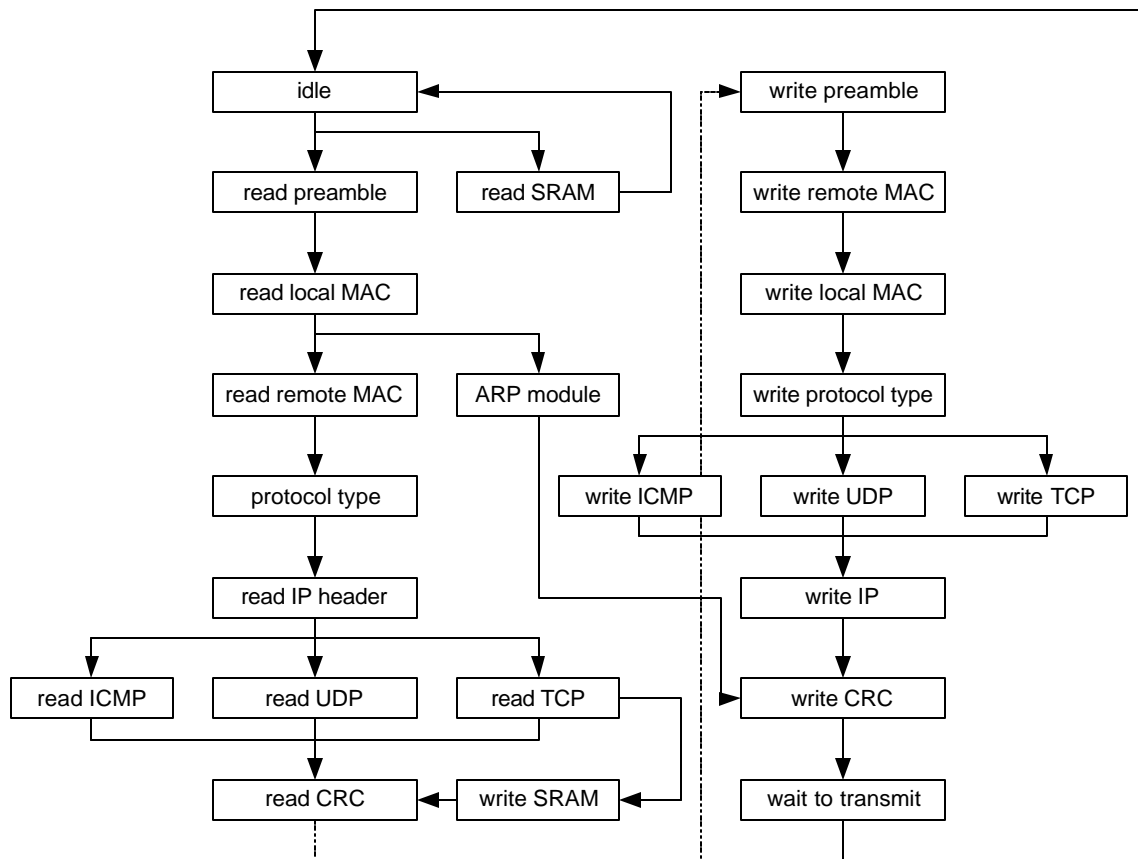 idle
write preamble
read preamble
read SRAM
write remote MAC
read local MAC
write local MAC
read remote MAC
ARP module
write protocol type
protocol type
write ICMP
write UDP
write TCP
read IP header
write IP
read ICMP
read UDP
read TCP
write CRC
read CRC
write SRAM
wait to transmit